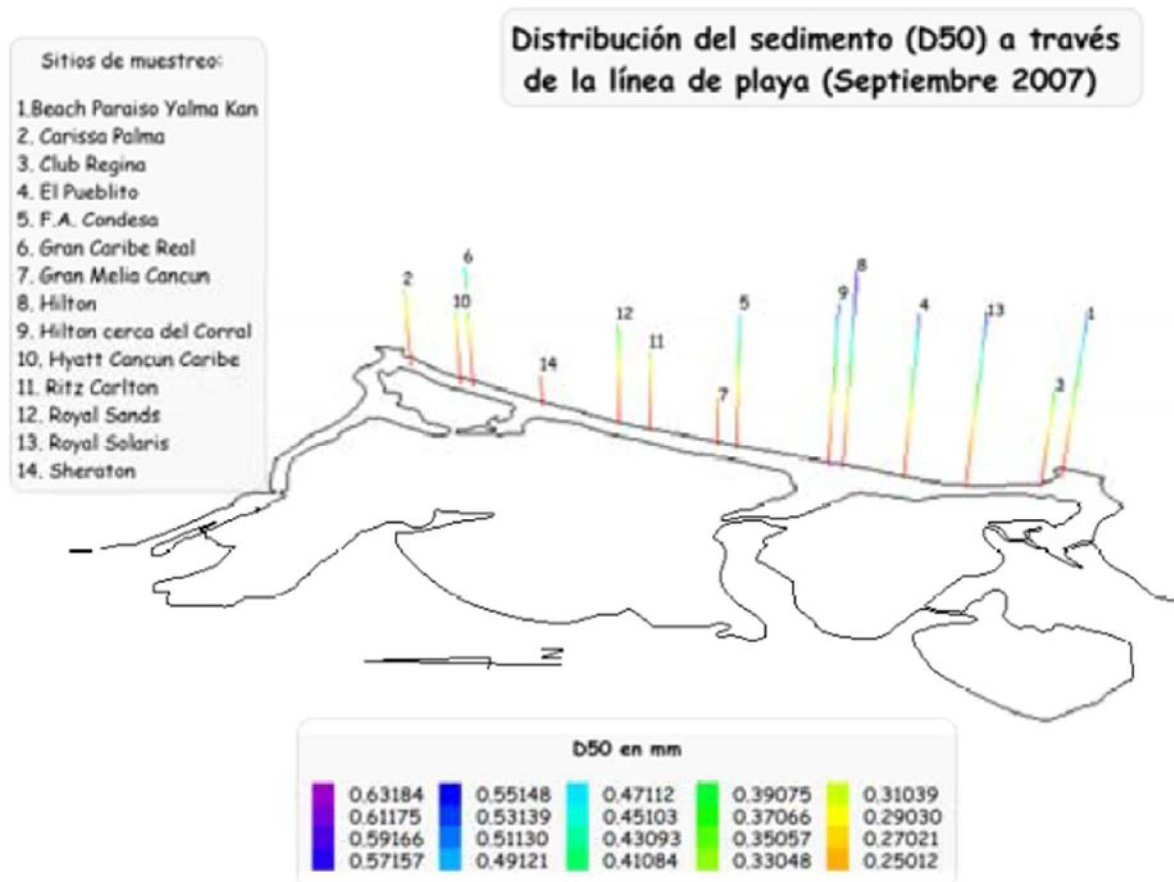 Distribución del sedimento (D50) a través
de la línea de playa (Septiembre 2007)
Sitios de muestreo:
1.Beach Paraiso Yalma Kan
2. Carissa Palma
3. Club Regina
4. El Pueblito
5. F.A. Condesa
6. Gran Caribe Real
7. Gran Melia Cancun
8. Hilton
9. Hilton cerca del Corral
10. Hyatt Cancun Caribe
11. Ritz Carlton
12. Royal Sands
13. Royal Solaris
14. Sheraton
2
6
10
14
12
11
7
5
9
8
4
13
3
1
N
D50 en mm
0.63184 0.55148 0.47112 0.39075 0.31039
0.61175 0.53139 0.45103 0.37066 0.29030
0.59166 0.51130 0.43093 0.35057 0.27021
0.57157 0.49121 0.41084 0.33048 0.25012